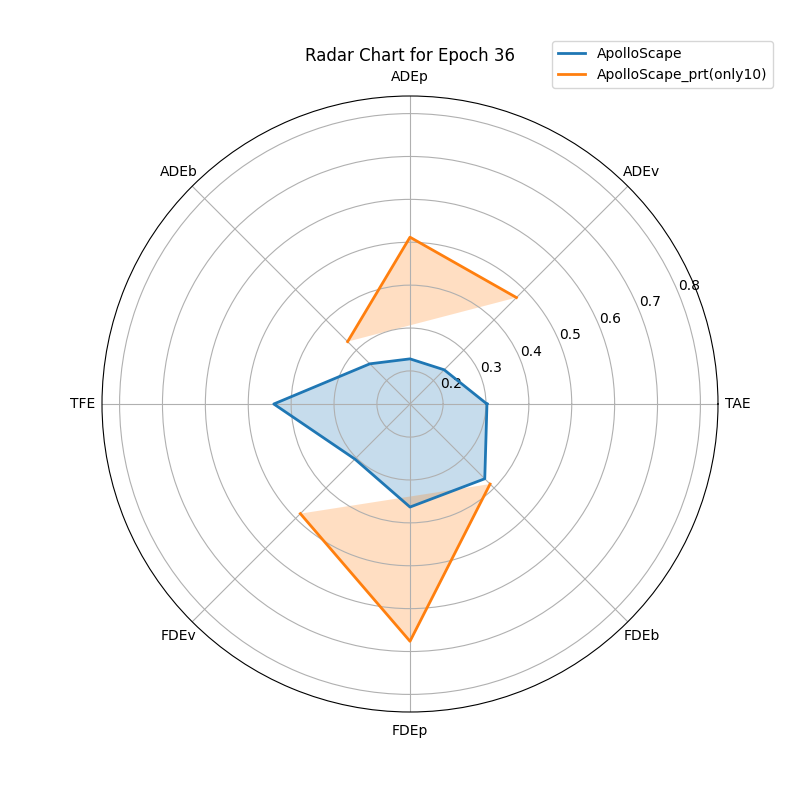 Radar Chart for Epoch 36
ApolloScape
ApolloScape_prt(only10)
ADEp
ADEb
ADEv
0.8
0.7
0.6
0.5
0.4
0.3
0.2
TFE
TAE
FDEv
FDEb
FDEp